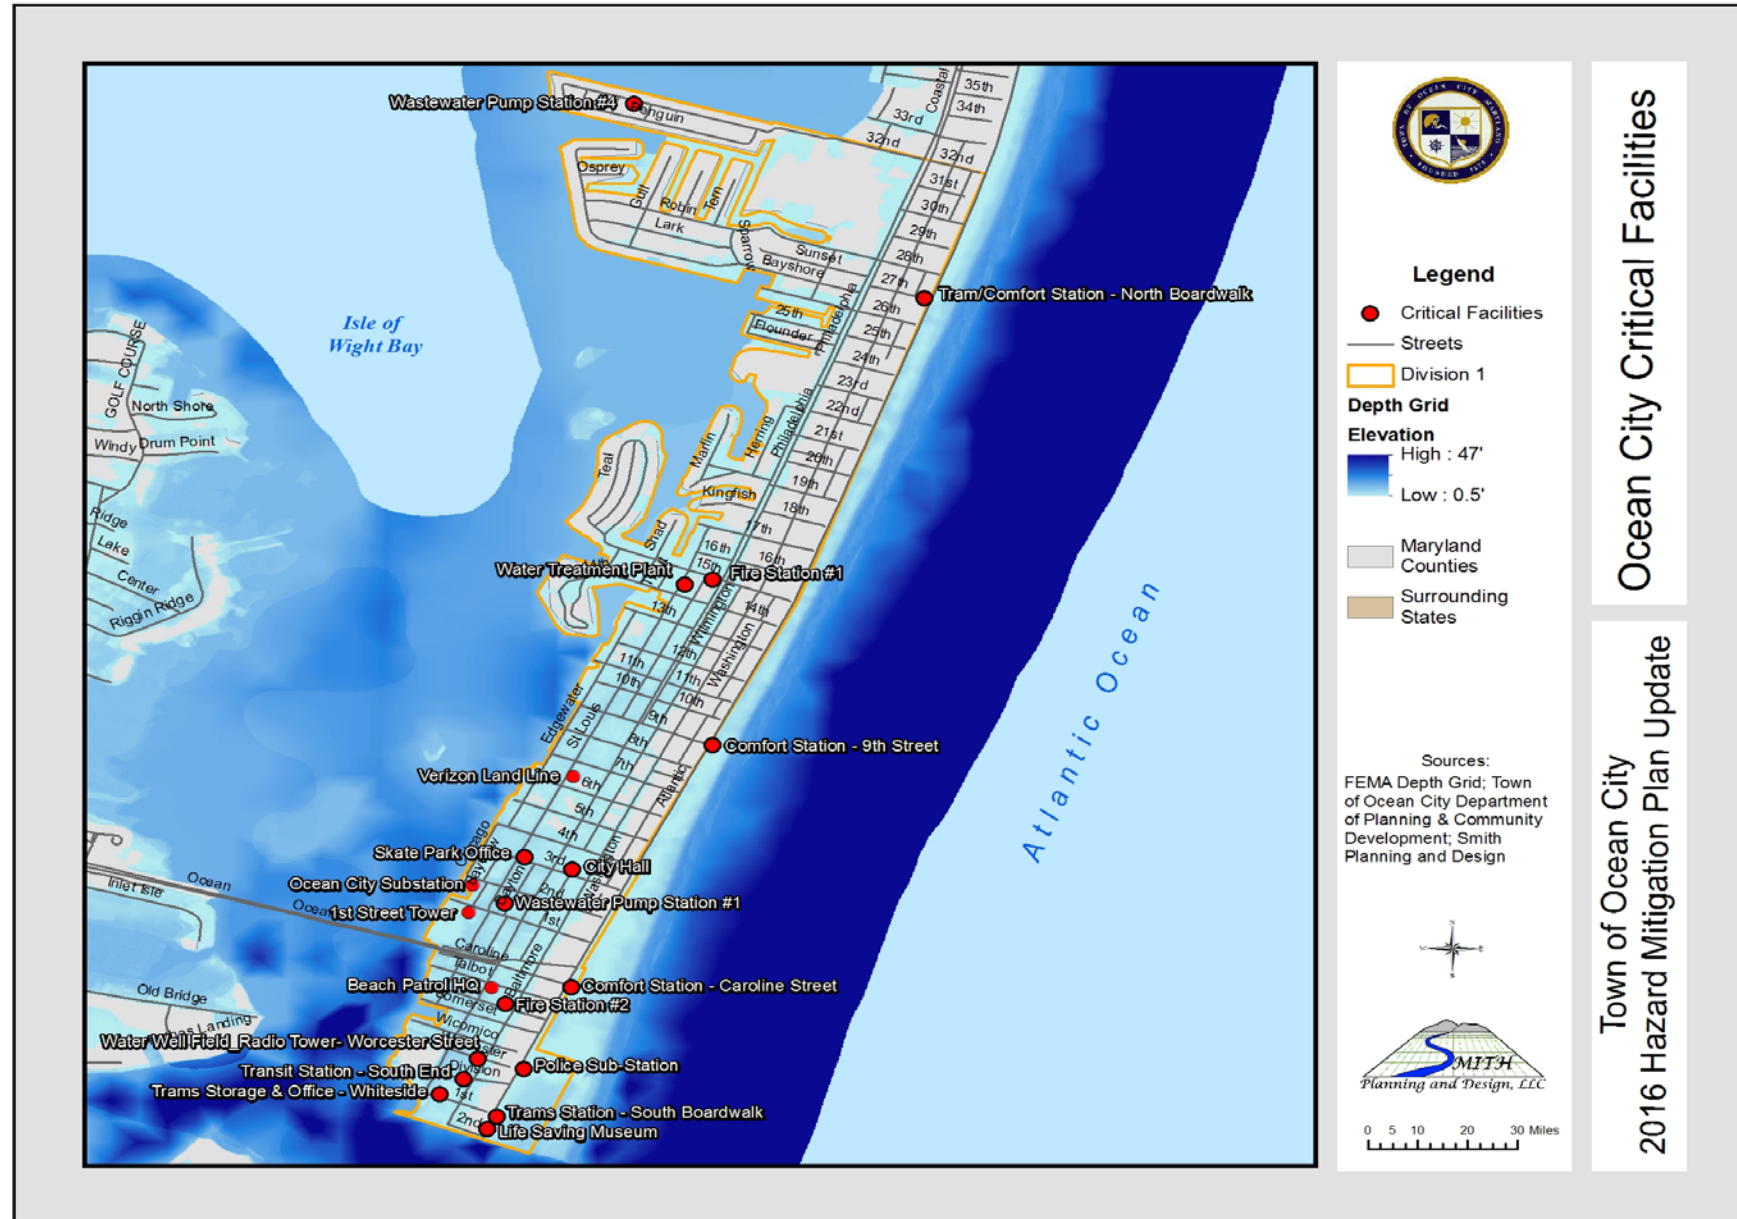 Wastewater Pump Station #4
Penguin
Coastal
35th
34th
33rd
32nd
32nd
31st
30th
29th
28th
27th
26th
25th
24th
23rd
22nd
21st
20th
19th
18th
17th
16th
16th
15th
14th
13th
12th
11th
11th
10th
10th
9th
8th
7th
6th
5th
4th
3rd
2nd
1st
Osprey
Gull
Robin
Tern
Lark
Sparrow
Sunset
Bayshore
25th
Flounder
Philadelphia
Philadelphia
Tram/Comfort Station - North Boardwalk
Isle of
Wight Bay
GOLF COURSE
North Shore
Windy
Drum Point
Ridge
Lake
Center
Riggin Ridge
Teal
Marlin
Herring
Kingfish
Shad
Water Treatment Plant
Fire Station #1
Wilmington
Washington
Edgewater
St Louis
Comfort Station - 9th Street
Verizon Land Line
Atlantic
Skate Park Office
City Hall
Washington
Ocean City Substation
Dayton
Wastewater Pump Station #1
1st Street Tower
Inlet Isle
Ocean
Caroline
Talbot
Baltimore
Beach Patrol HQ
Comfort Station - Caroline Street
Somerset
Fire Station #2
Old Bridge
Landing
Wicomico
Water Well Field_Radio Tower- Worcester Street
Division
Police Sub-Station
Transit Station - South End
Trams Storage & Office - Whiteside
1st
Trams Station - South Boardwalk
2nd
Life Saving Museum
Atlantic Ocean
TOWN OF OCEAN CITY MARYLAND
FOUNDED 1875
Legend
Critical Facilities
Streets
Division 1
Depth Grid
Elevation
High : 47'
Low : 0.5'
Maryland
Counties
Surrounding
States
Sources:
FEMA Depth Grid; Town
of Ocean City Department
of Planning & Community
Development; Smith
Planning and Design
N
W E
S
SMITH
Planning and Design, LLC
0 5 10 20 30 Miles
Ocean City Critical Facilities
Town of Ocean City
2016 Hazard Mitigation Plan Update